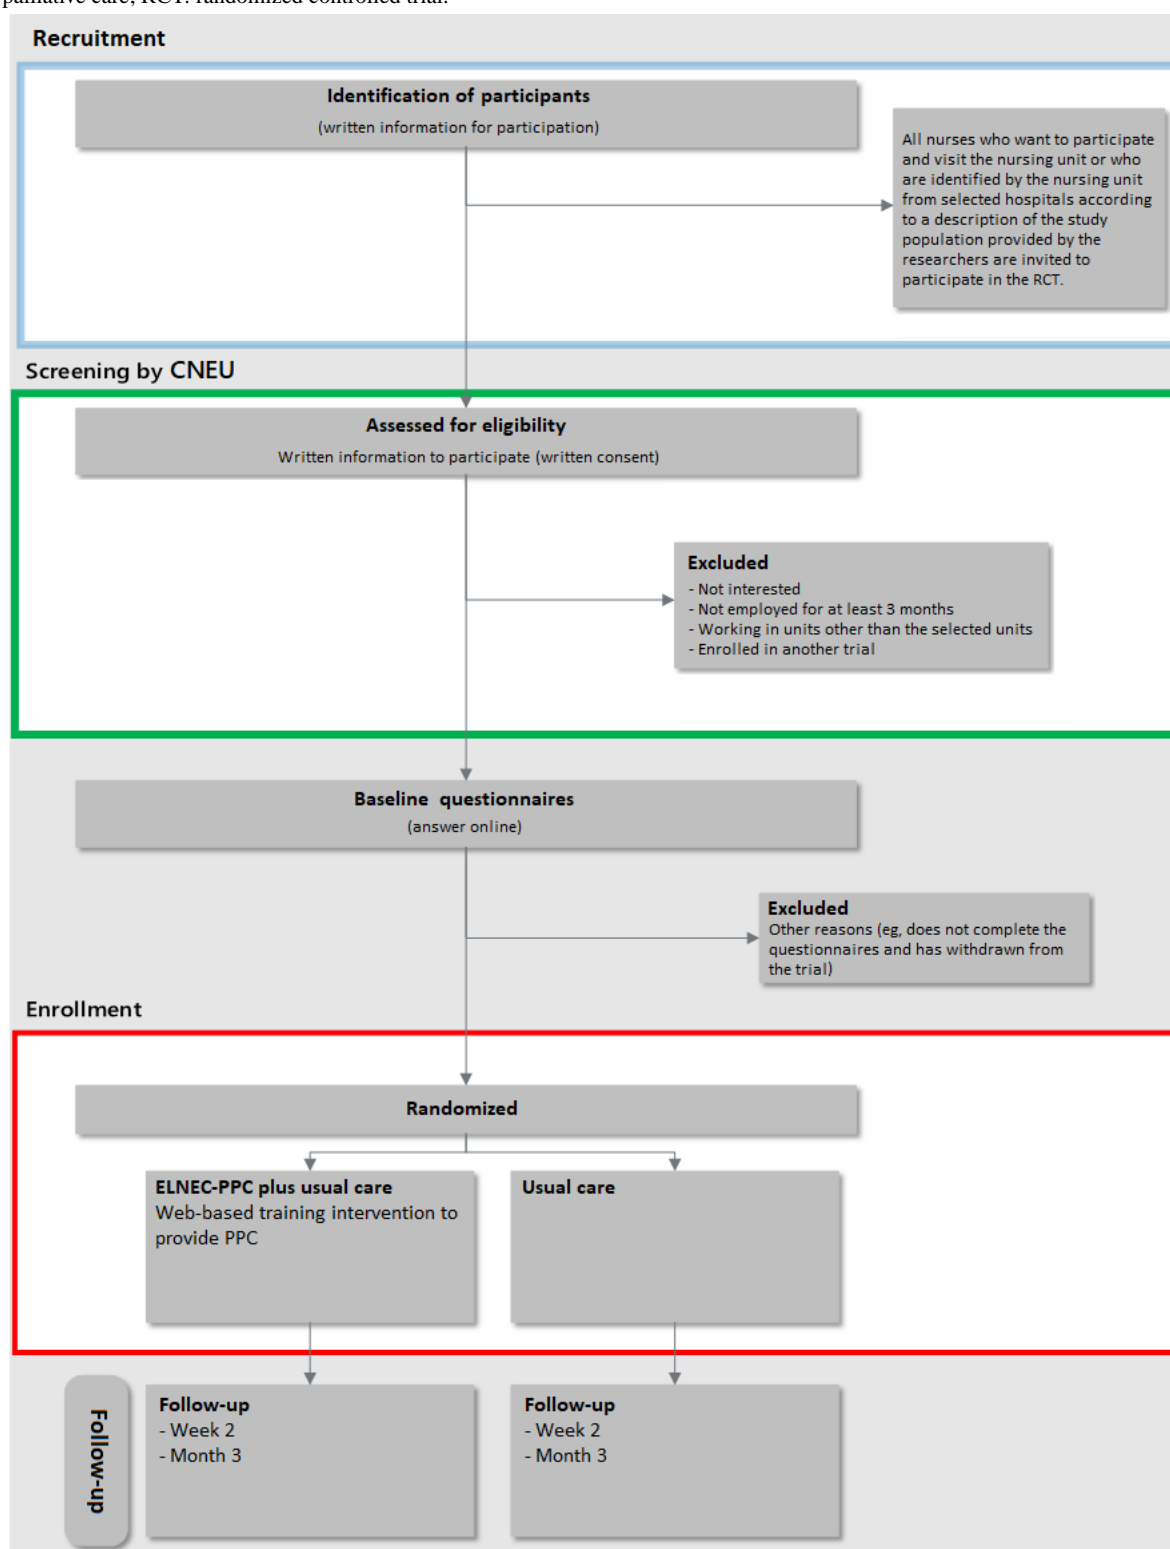 palliative care; RCT: randomized controlled trial.
Recruitment
Identification of participants
(written information for participation)
All nurses who want to participate
and visit the nursing unit or who
are identified by the nursing unit
from selected hospitals according
to a description of the study
population provided by the
researchers are invited to
participate in the RCT.
Screening by CNEU
Assessed for eligibility
Written information to participate (written consent)
Excluded
- Not interested
- Not employed for at least 3 months
- Working in units other than the selected units
- Enrolled in another trial
Baseline questionnaires
(answer online)
Excluded
Other reasons (eg, does not complete the
questionnaires and has withdrawn from
the trial)
Enrollment
Randomized
ELNEC-PPC plus usual care
Web-based training intervention to
provide PPC
Usual care
Follow-up
Follow-up
- Week 2
- Month 3
Follow-up
- Week 2
- Month 3